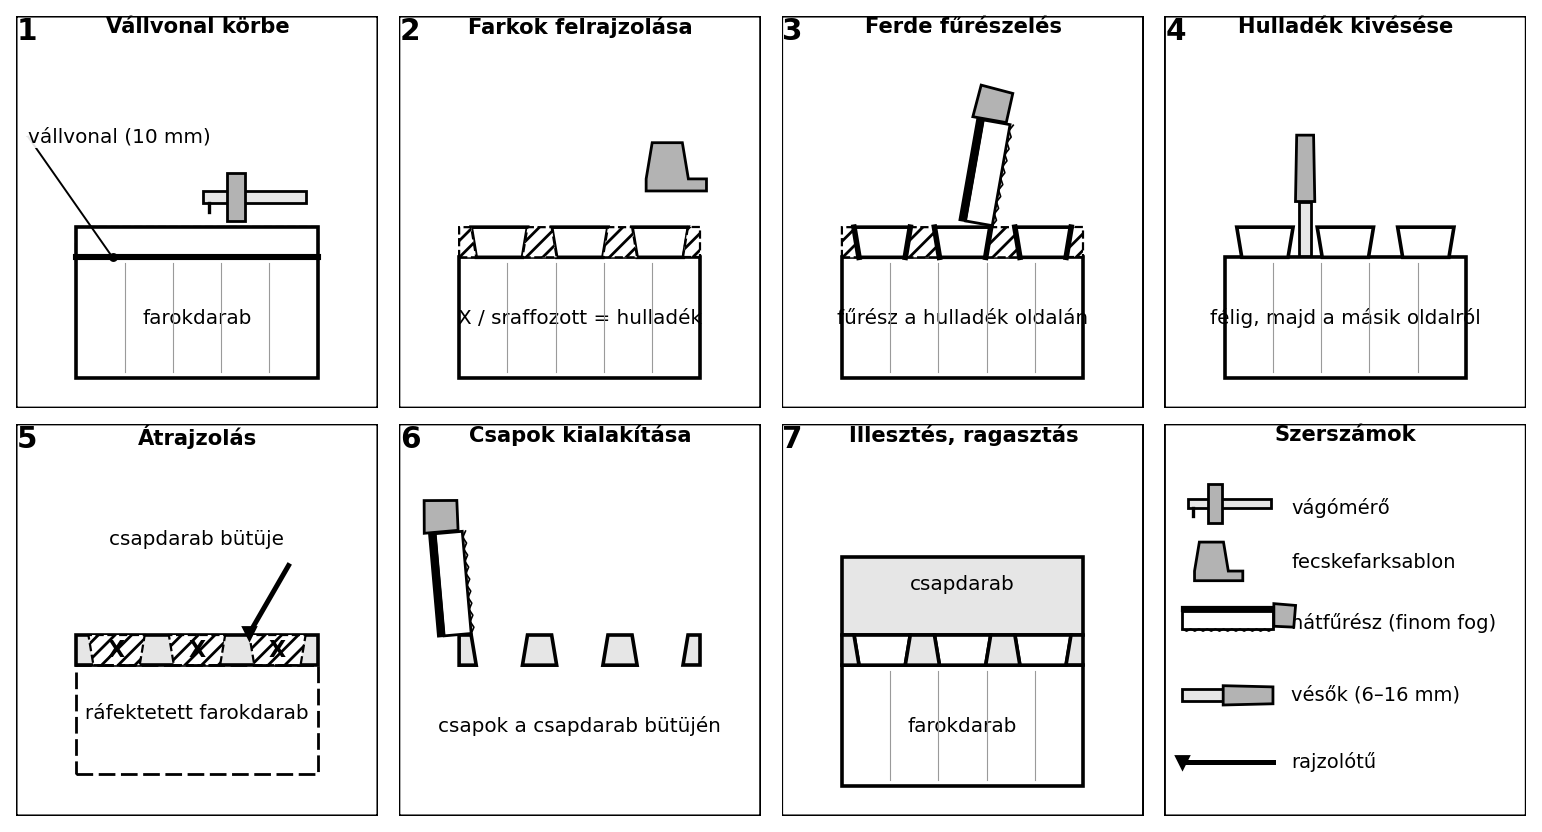 1 Vállvonal körbe
vállvonal (10 mm)
farokdarab
2 Farkok felrajzolása
X / sraffozott = hulladék
3 Ferde fűrészelés
fűrész a hulladék oldalán
4 Hulladék kivésése
félig, majd a másik oldalról
5 Átrajzolás
csapdarab bütüje
X X X
ráfektetett farokdarab
6 Csapok kialakítása
csapok a csapdarab bütüjén
7 Illesztés, ragasztás
csapdarab
farokdarab
Szerszámok
vágómérő
fecskefarksablon
hátfűrész (finom fog)
vésők (6–16 mm)
rajzolótű